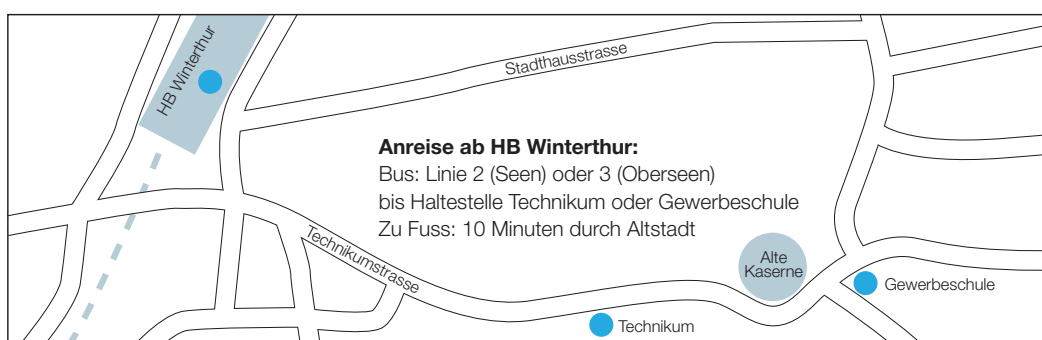 HB Winterthur
Stadthausstrasse
Anreise ab HB Winterthur:
Bus: Linie 2 (Seen) oder 3 (Oberseen)
bis Haltestelle Technikum oder Gewerbeschule
Zu Fuss: 10 Minuten durch Altstadt
Technikumstrasse
Alte
Kaserne
Gewerbeschule
Technikum